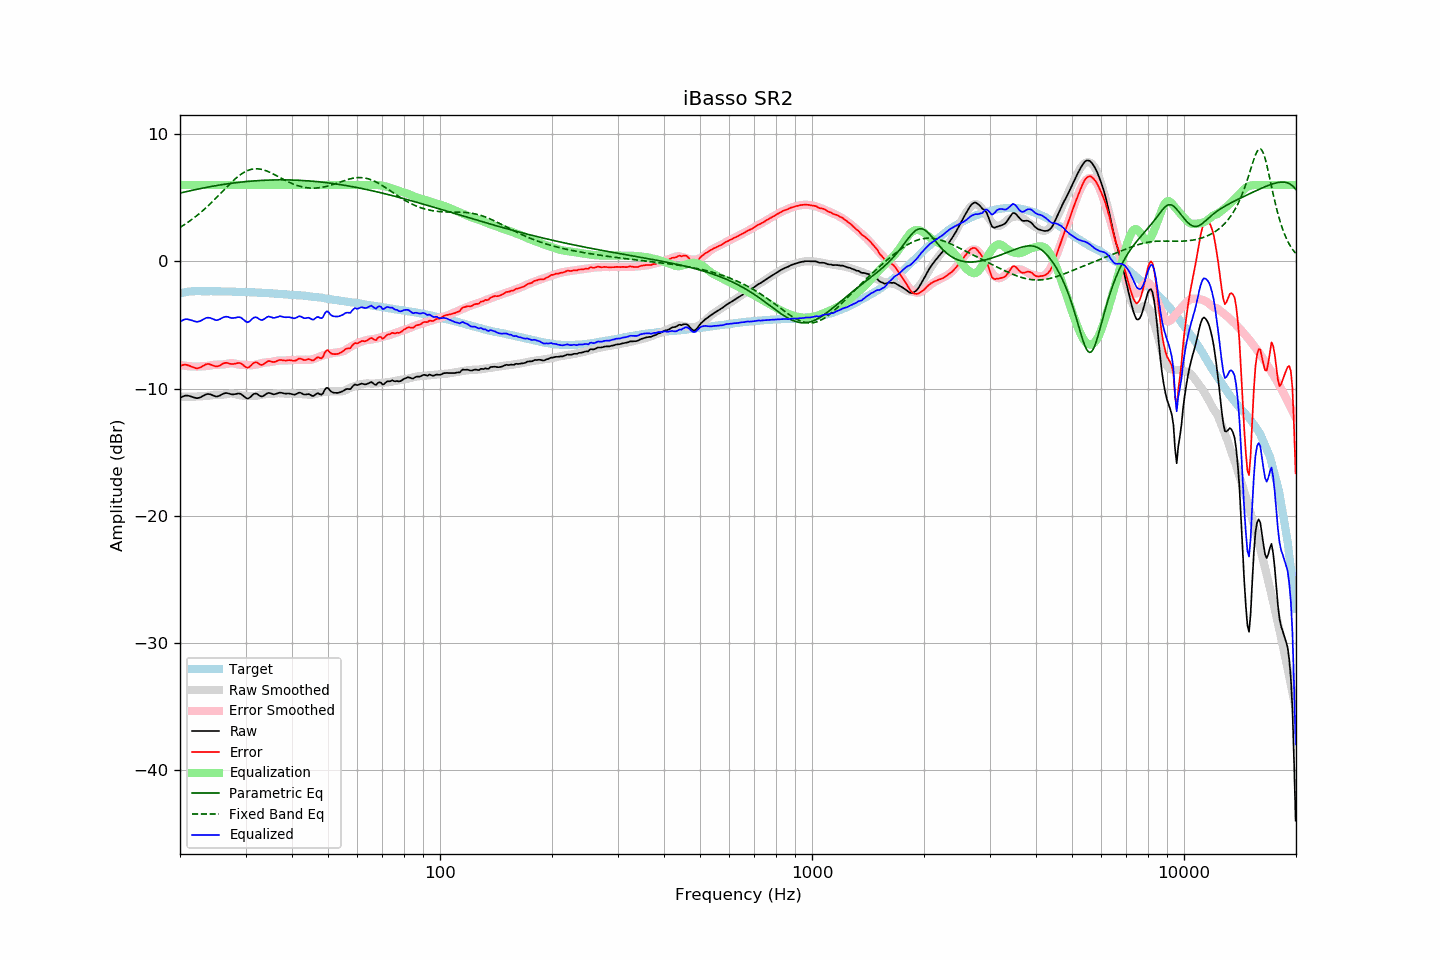 iBasso SR2
10
0
−10
−20
−30
−40
Amplitude (dBr)
100
1000
10000
Frequency (Hz)
Target
Raw Smoothed
Error Smoothed
Raw
Error
Equalization
Parametric Eq
Fixed Band Eq
Equalized